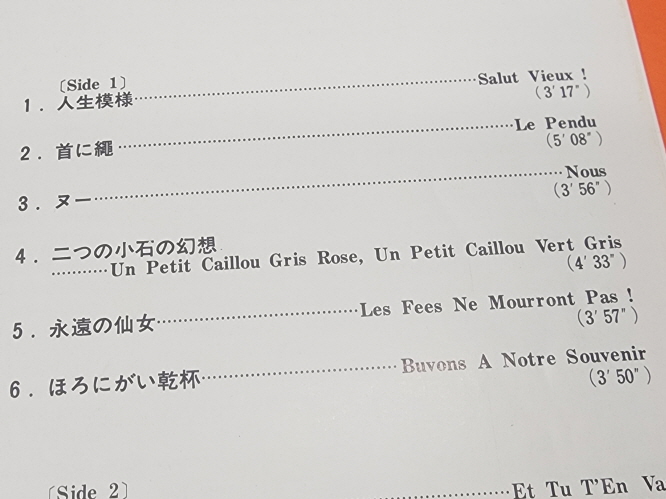 〔Side 1〕
1. 人生模様……Salut Vieux !
(3′17″)
2. 首に縄……Le Pendu
(5′08″)
3. ヌー……Nous
(3′56″)
4. 二つの小石の幻想
……Un Petit Caillou Gris Rose, Un Petit Caillou Vert Gris
(4′33″)
5. 永遠の仙女……Les Fees Ne Mourront Pas !
(3′57″)
6. ほろにがい乾杯……Buvons A Notre Souvenir
(3′50″)
〔Side 2〕
……Et Tu T'En Va